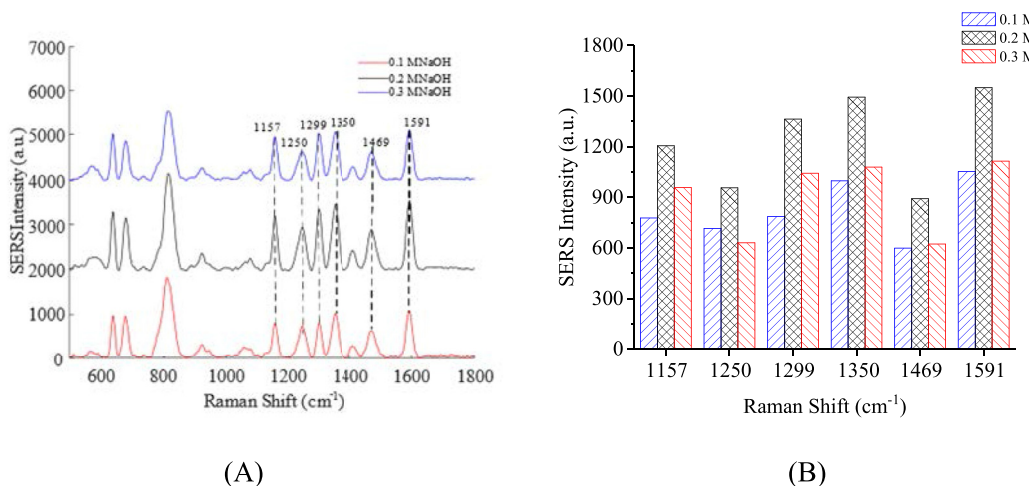 7000
6000
5000
4000
3000
2000
1000
0
SERSIntensity (a.u.)
0.1 MNaOH
0.2 MNaOH
0.3 MNaOH
1157
1250
1299
1350
1469
1591
600 800 1000 1200 1400 1600 1800
Raman Shift (cm⁻¹)
(A)
1800
1500
1200
900
600
300
0
SERS Intensity (a.u.)
0.1 M
0.2 M
0.3 M
1157 1250 1299 1350 1469 1591
Raman Shift (cm⁻¹)
(B)